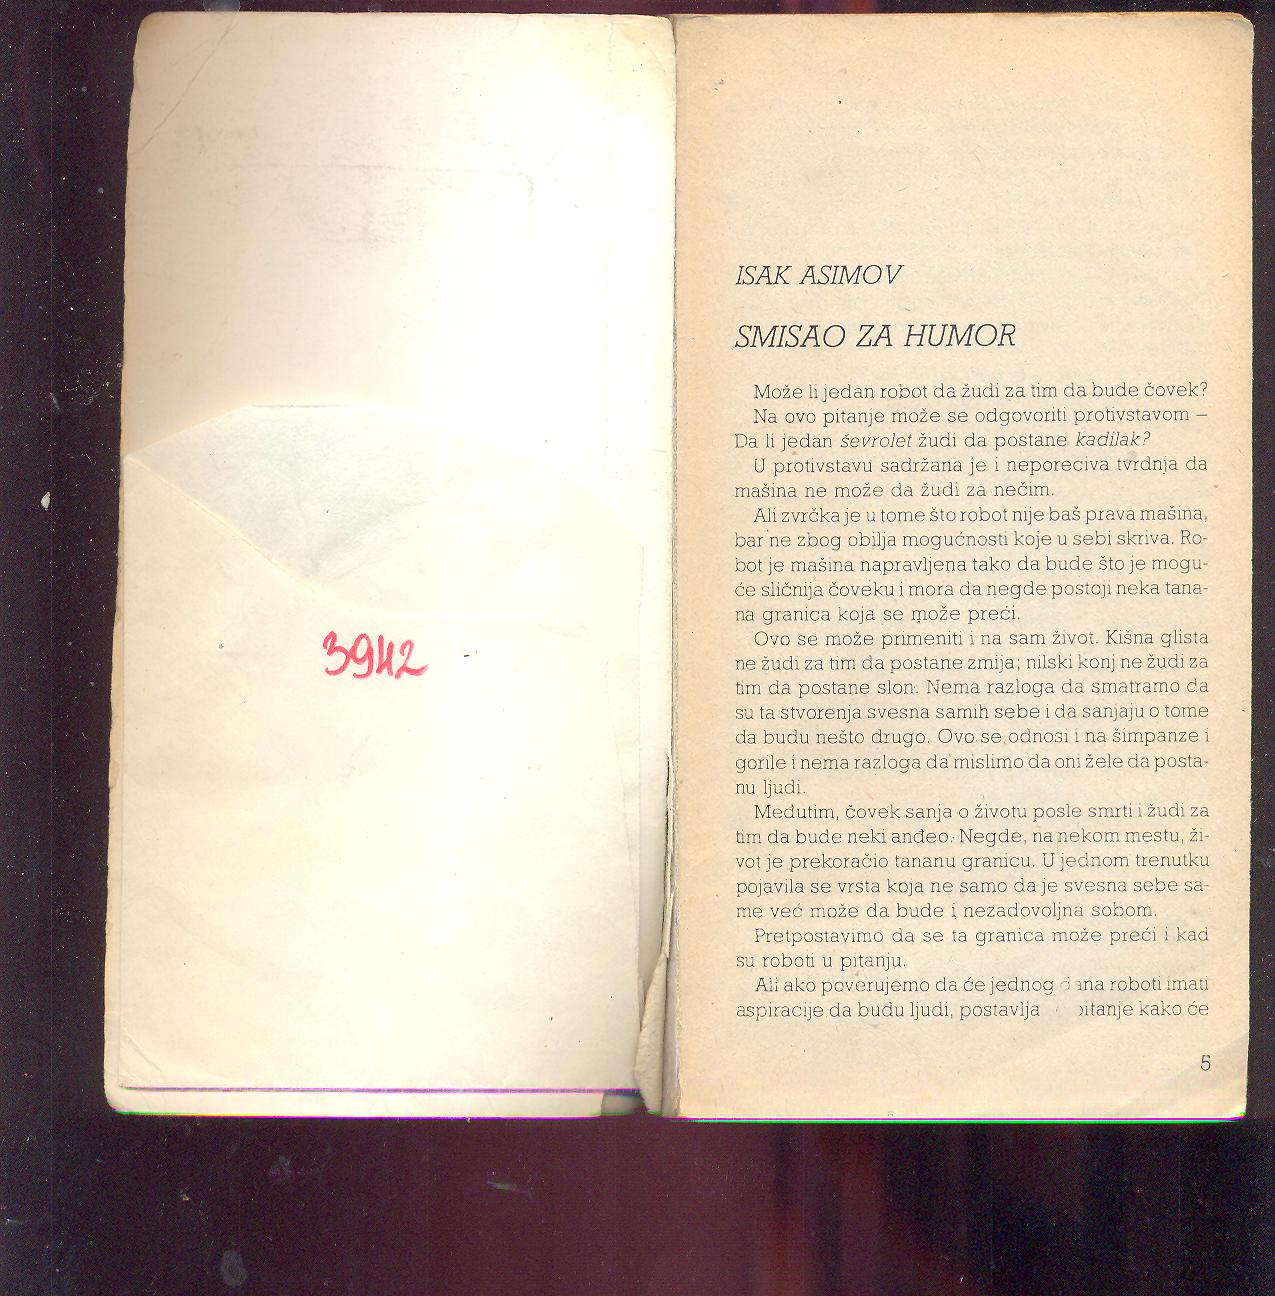 3942
ISAK ASIMOV
SMISAO ZA HUMOR
Može li jedan robot da žudi za tim da bude čovek?
Na ovo pitanje može se odgovoriti protivstavom –
Da li jedan ševrolet žudi da postane kadilak?
U protivstavu sadržana je i neporeciva tvrdnja da
mašina ne može da žudi za nečim.
Ali zvrčka je u tome što robot nije baš prava mašina,
bar ne zbog obilja mogućnosti koje u sebi skriva. Ro-
bot je mašina napravljena tako da bude što je mogu-
će sličnija čoveku i mora da negde postoji neka tana-
na granica koja se može preći.
Ovo se može primeniti i na sam život. Kišna glista
ne žudi za tim da postane zmija; nilski konj ne žudi za
tim da postane slon. Nema razloga da smatramo da
su ta stvorenja svesna samih sebe i da sanjaju o tome
da budu nešto drugo. Ovo se odnosi i na šimpanze i
gorile i nema razloga da mislimo da oni žele da posta-
nu ljudi.
Međutim, čovek sanja o životu posle smrti i žudi za
tim da bude neki anđeo. Negde, na nekom mestu, ži-
vot je prekoračio tananu granicu. U jednom trenutku
pojavila se vrsta koja ne samo da je svesna sebe sa-
me već može da bude i nezadovoljna sobom.
Pretpostavimo da se ta granica može preći i kad
su roboti u pitanju.
Ali ako poverujemo da će jednog dana roboti imati
aspiracije da budu ljudi, postavlja pitanje kako će
5